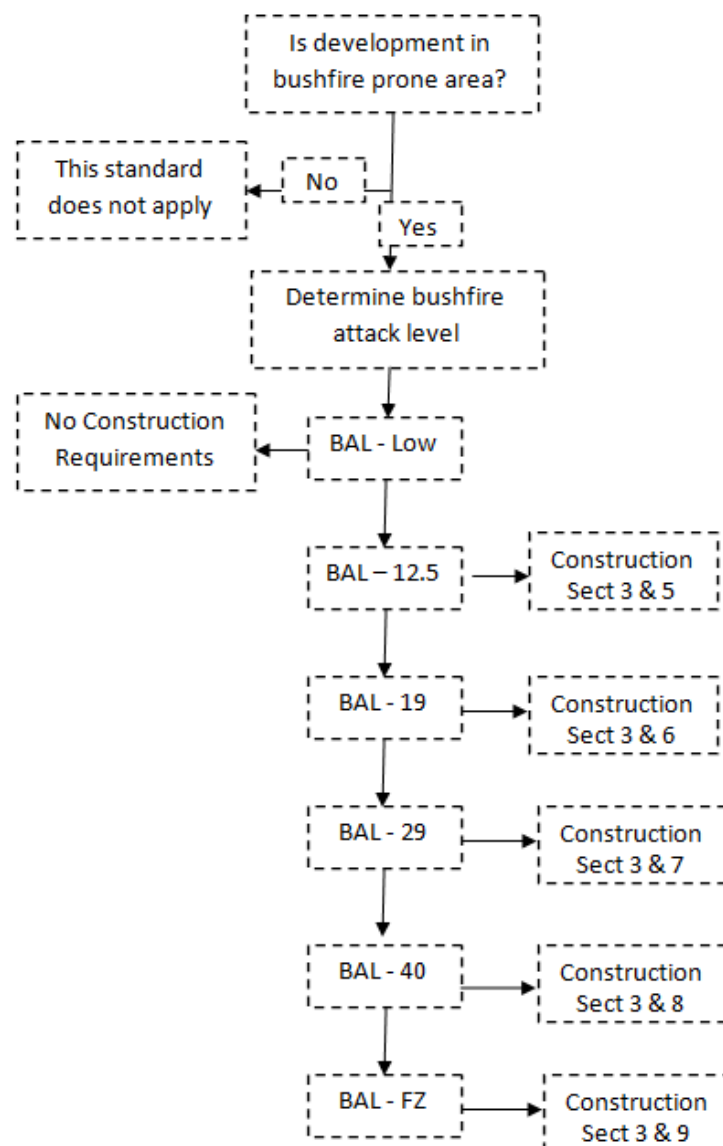 Is development in
bushfire prone area?
This standard
does not apply
No
Yes
Determine bushfire
attack level
No Construction
Requirements
BAL - Low
BAL – 12.5
Construction
Sect 3 & 5
BAL - 19
Construction
Sect 3 & 6
BAL - 29
Construction
Sect 3 & 7
BAL - 40
Construction
Sect 3 & 8
BAL - FZ
Construction
Sect 3 & 9